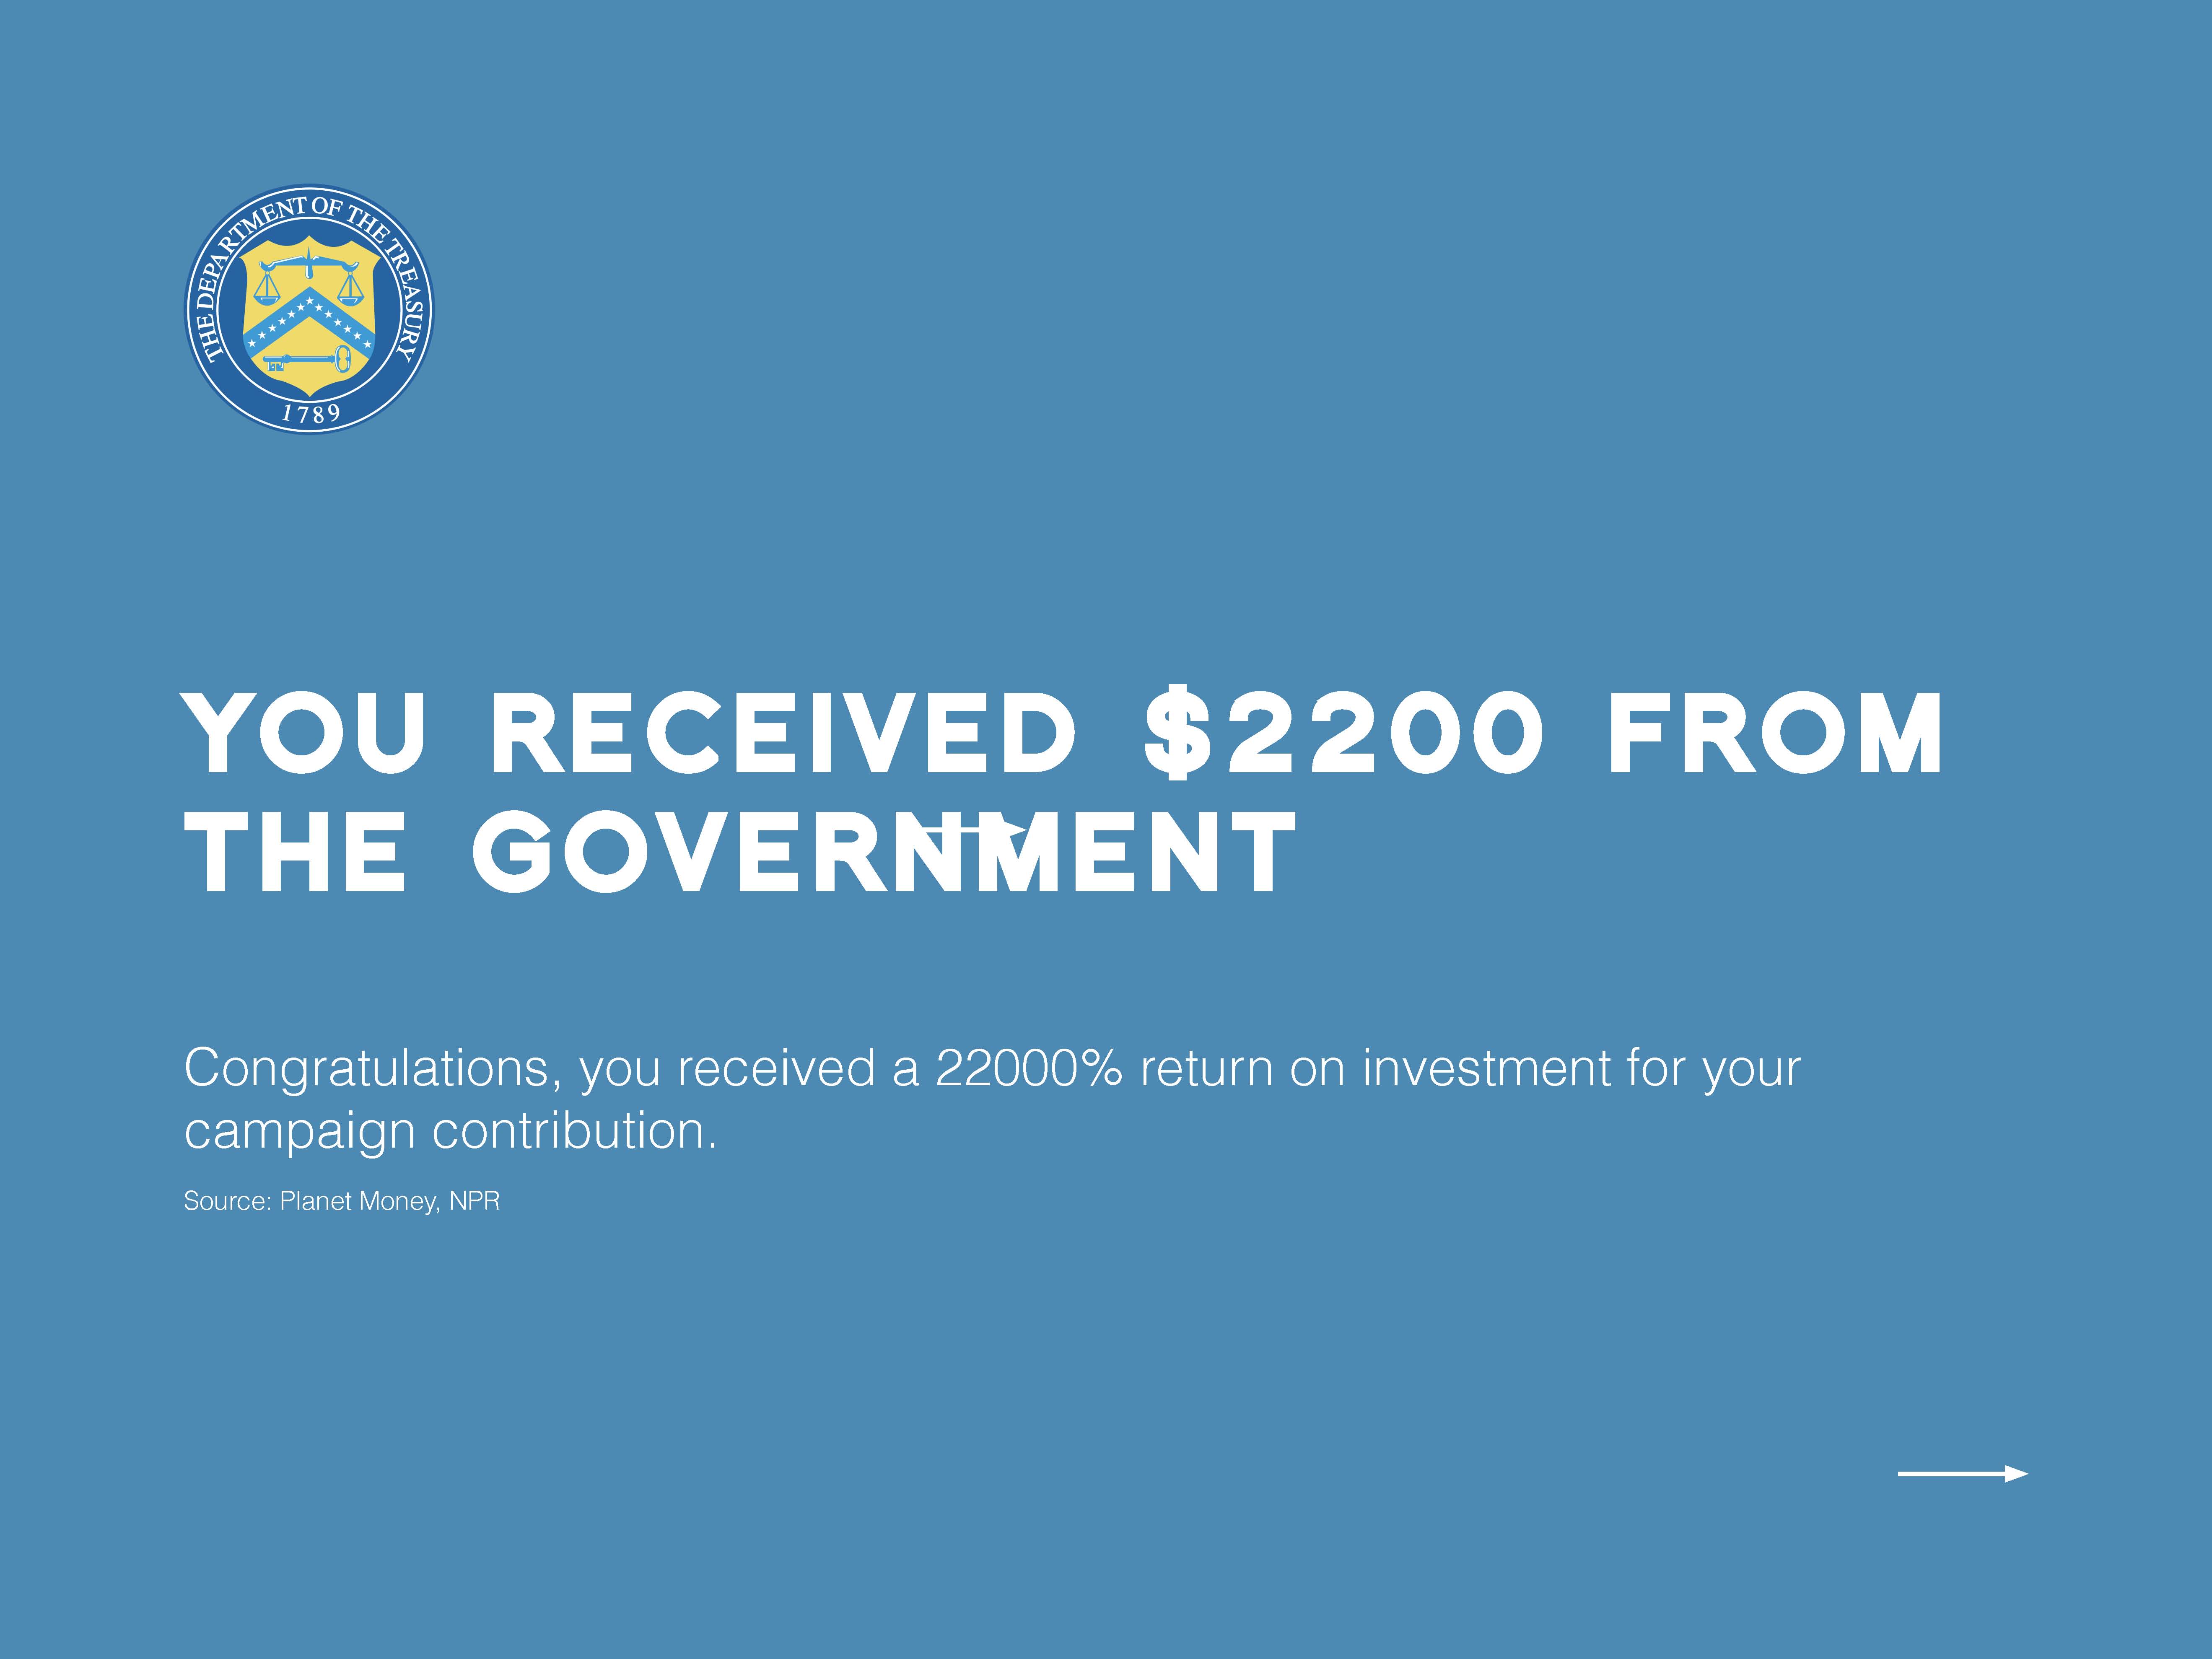 THE DEPARTMENT OF THE TREASURY
1789
YOU RECEIVED $2200 FROM
THE GOVERNMENT
Congratulations, you received a 22000% return on investment for your
campaign contribution.
Source: Planet Money, NPR